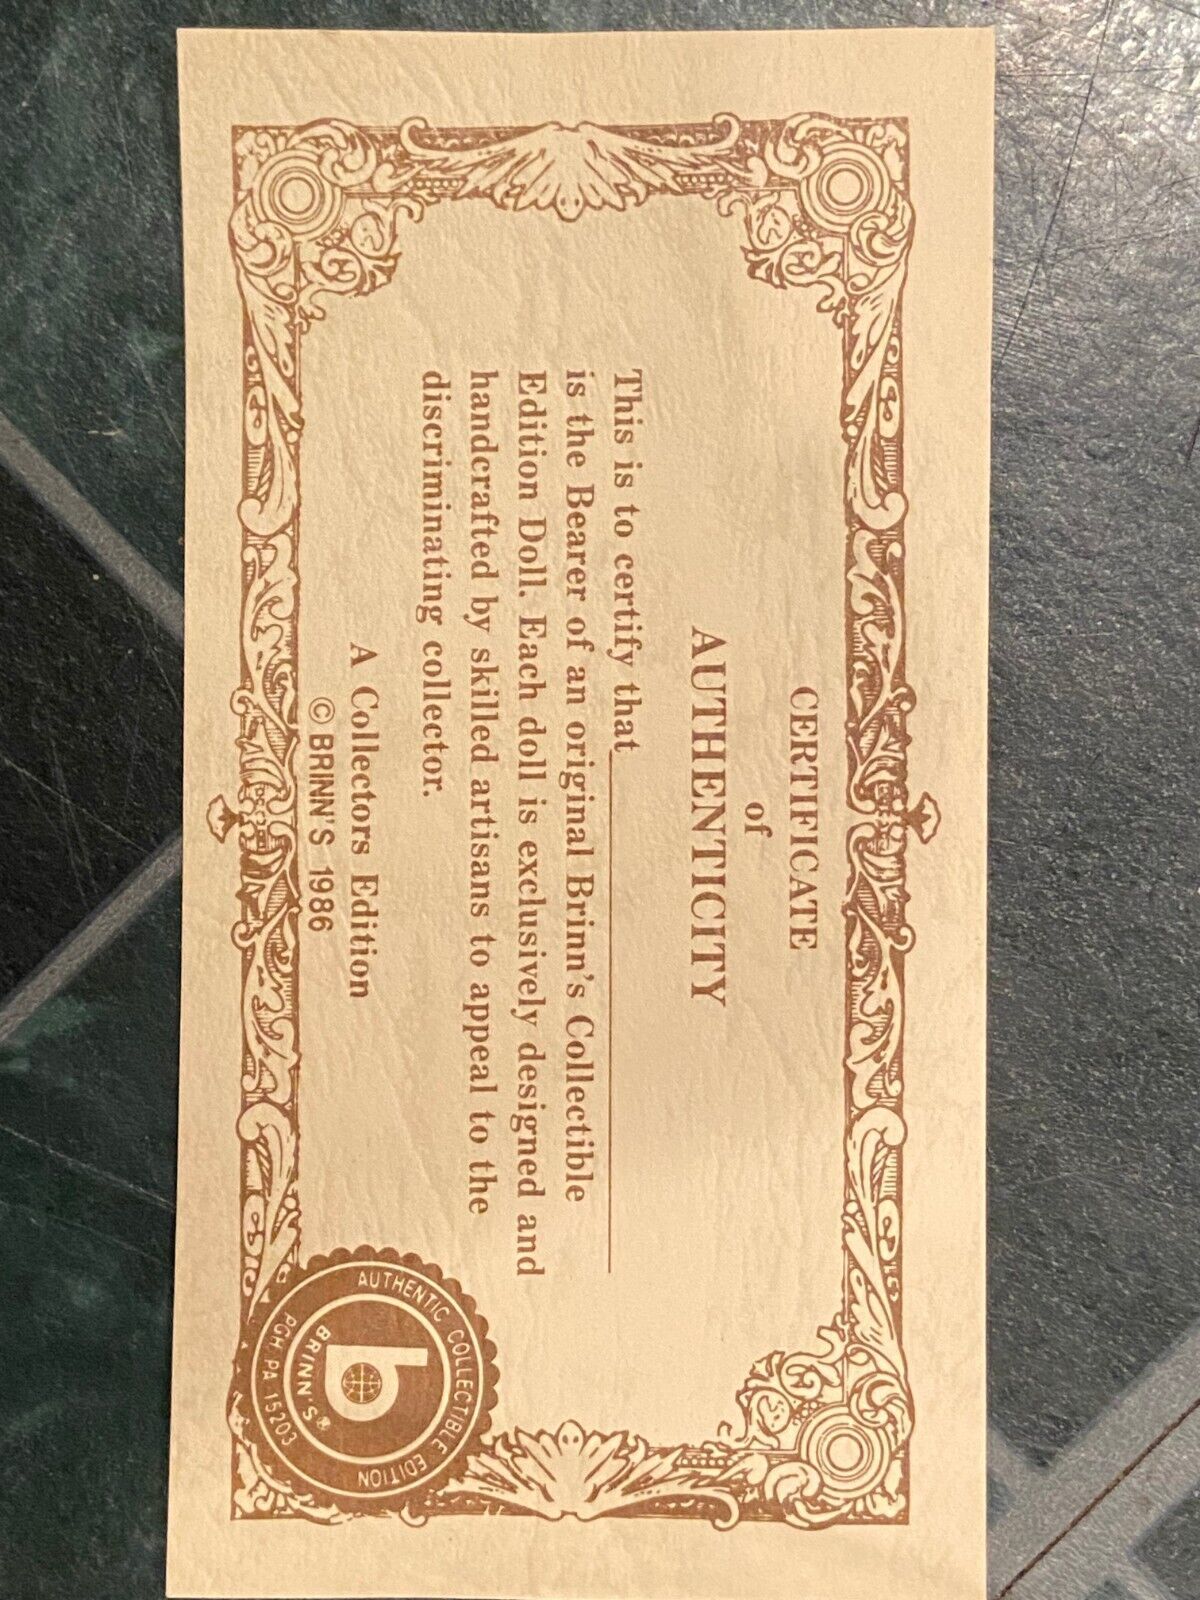 CERTIFICATE
of
AUTHENTICITY
This is to certify that
is the Bearer of an original Brinn's Collectible
Edition Doll. Each doll is exclusively designed and
handcrafted by skilled artisans to appeal to the
discriminating collector.
A Collectors Edition
© BRINN'S 1986
AUTHENTIC COLLECTIBLE EDITION
b
BRINN'S®
PGH PA 15203